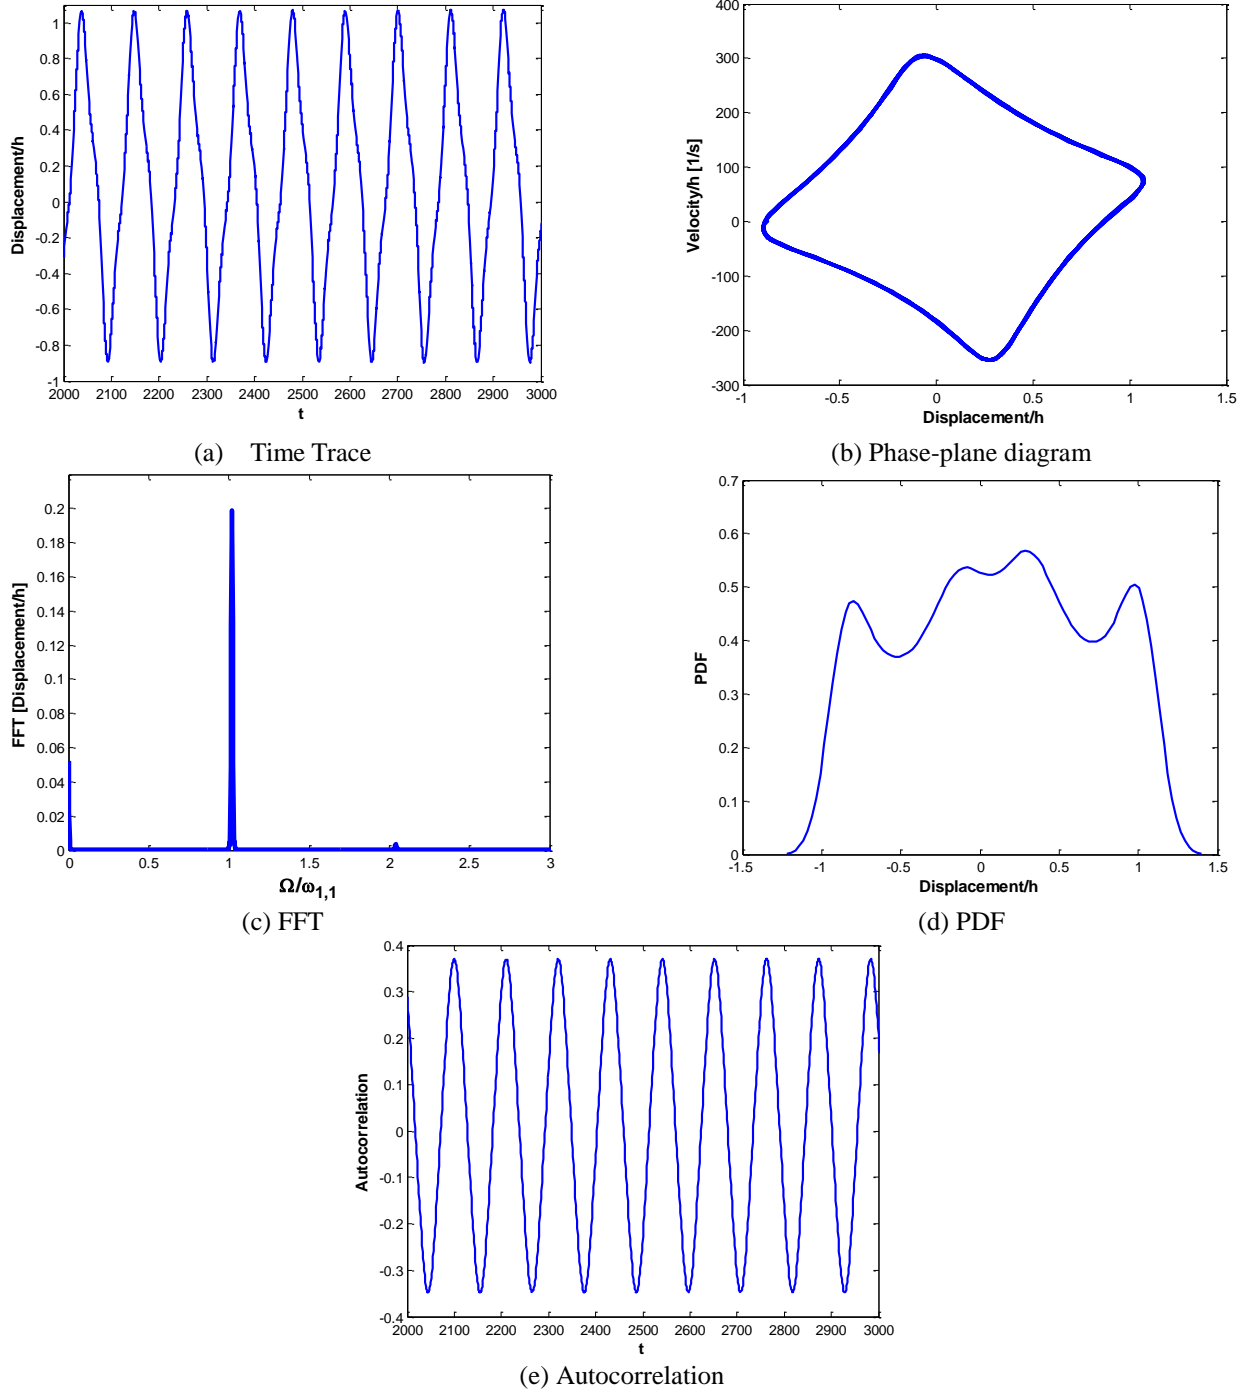 1
0.8
0.6
0.4
0.2
0
-0.2
-0.4
-0.6
-0.8
-1
Displacement/h
2000 2100 2200 2300 2400 2500 2600 2700 2800 2900 3000
t
(a) Time Trace
400
300
200
100
0
-100
-200
-300
Velocity/h [1/s]
-1 -0.5 0 0.5 1 1.5
Displacement/h
(b) Phase-plane diagram
0.2
0.18
0.16
0.14
0.12
0.1
0.08
0.06
0.04
0.02
0
FFT [Displacement/h]
0 0.5 1 1.5 2 2.5 3
Ω/ω1,1
(c) FFT
0.7
0.6
0.5
0.4
0.3
0.2
0.1
0
PDF
-1.5 -1 -0.5 0 0.5 1 1.5
Displacement/h
(d) PDF
0.4
0.3
0.2
0.1
0
-0.1
-0.2
-0.3
-0.4
Autocorrelation
2000 2100 2200 2300 2400 2500 2600 2700 2800 2900 3000
t
(e) Autocorrelation